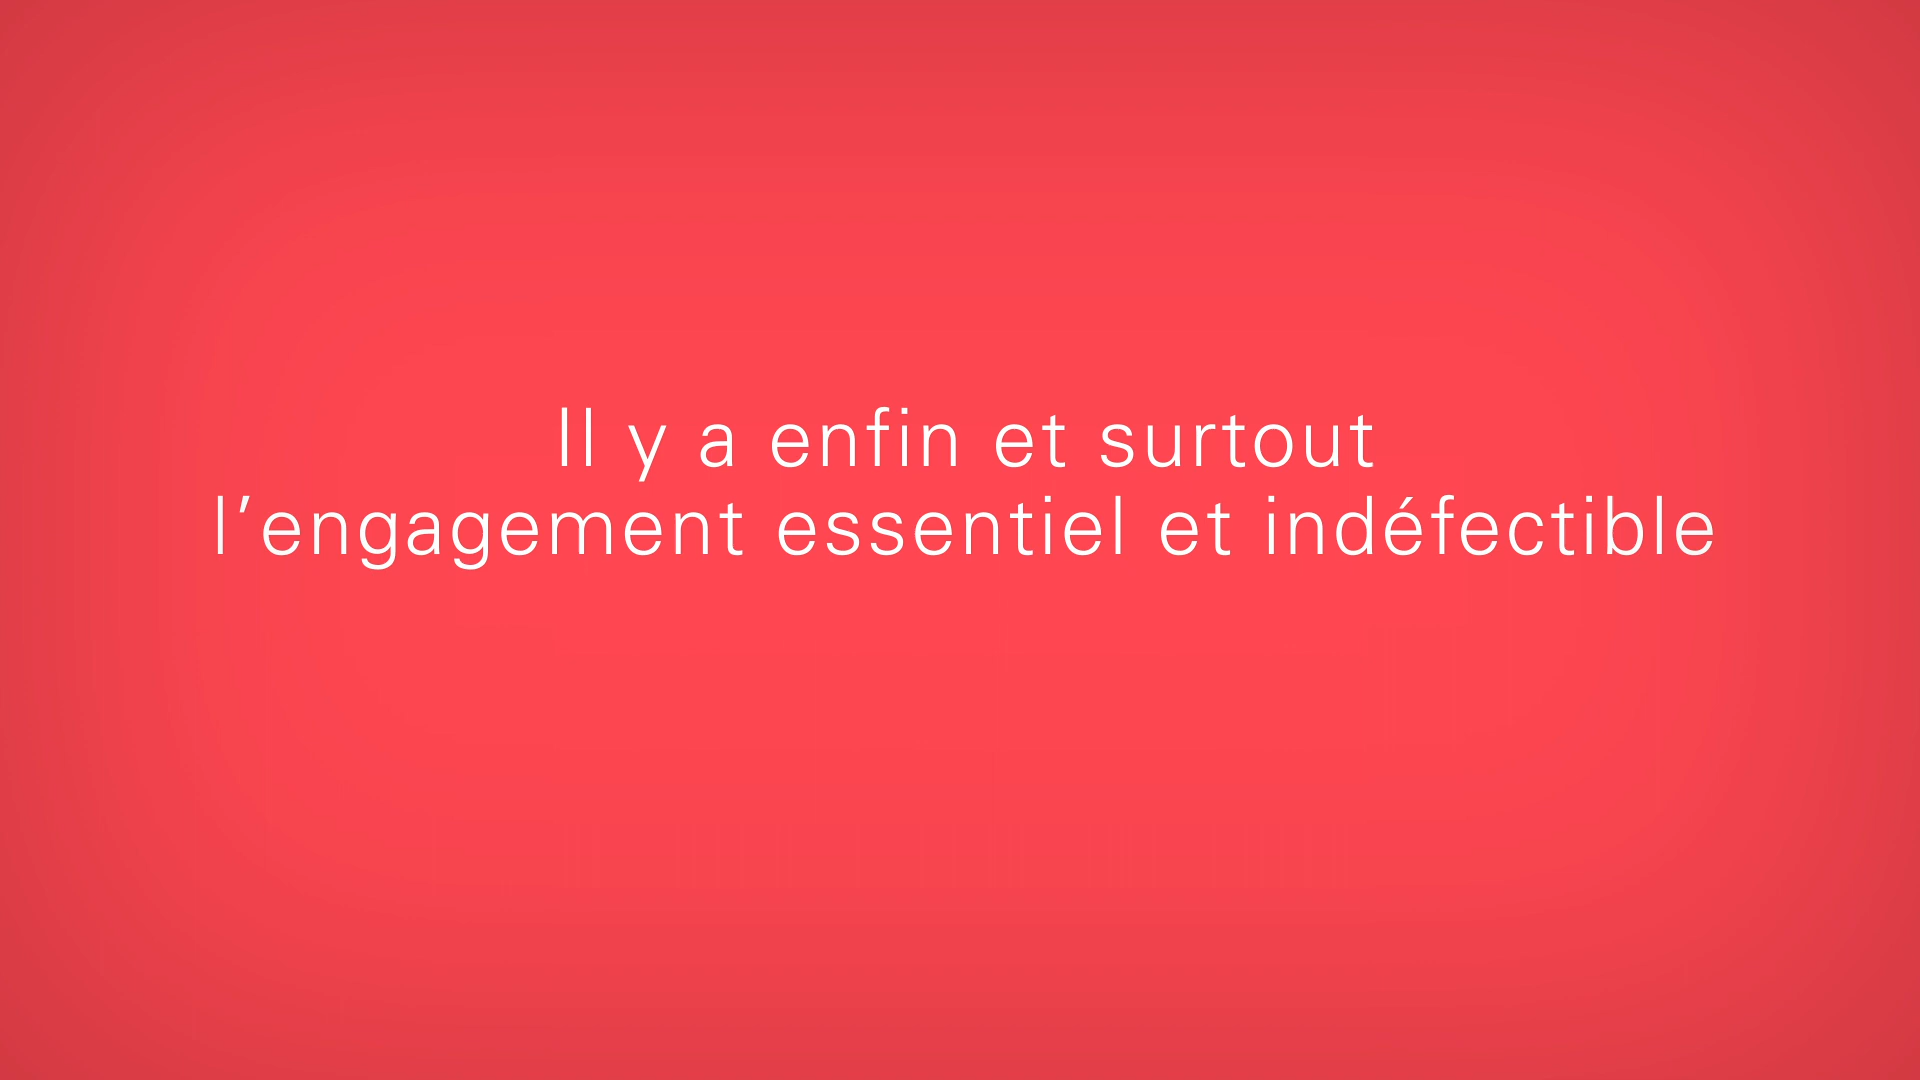 Il y a enfin et surtout
l’engagement essentiel et indéfectible